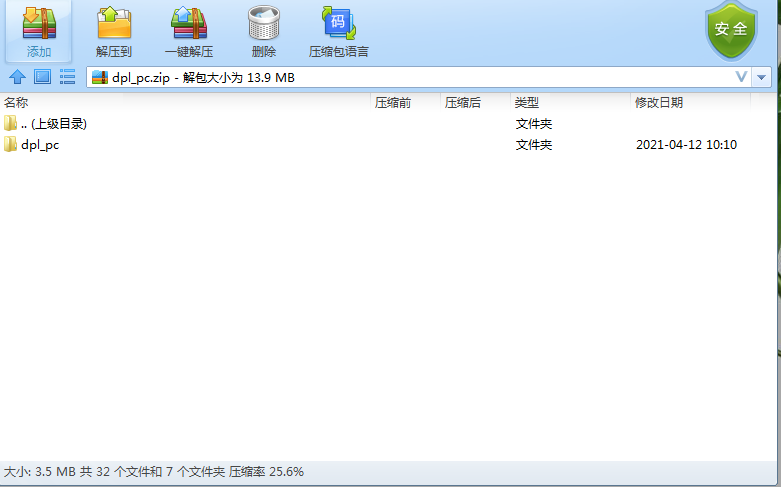 添加 解压到 一键解压 删除 压缩包语言 码 安全
dpl_pc.zip - 解包大小为 13.9 MB
名称 压缩前 压缩后 类型 修改日期
.. (上级目录) 文件夹
dpl_pc 文件夹 2021-04-12 10:10
大小: 3.5 MB 共 32 个文件和 7 个文件夹 压缩率 25.6%